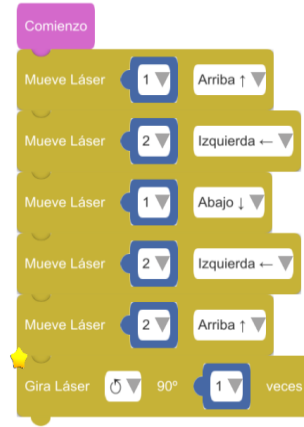 Comienzo
Mueve Láser 1 Arriba ↑
Mueve Láser 2 Izquierda ←
Mueve Láser 1 Abajo ↓
Mueve Láser 2 Izquierda ←
Mueve Láser 2 Arriba ↑
Gira Láser ↺ 90º 1 veces